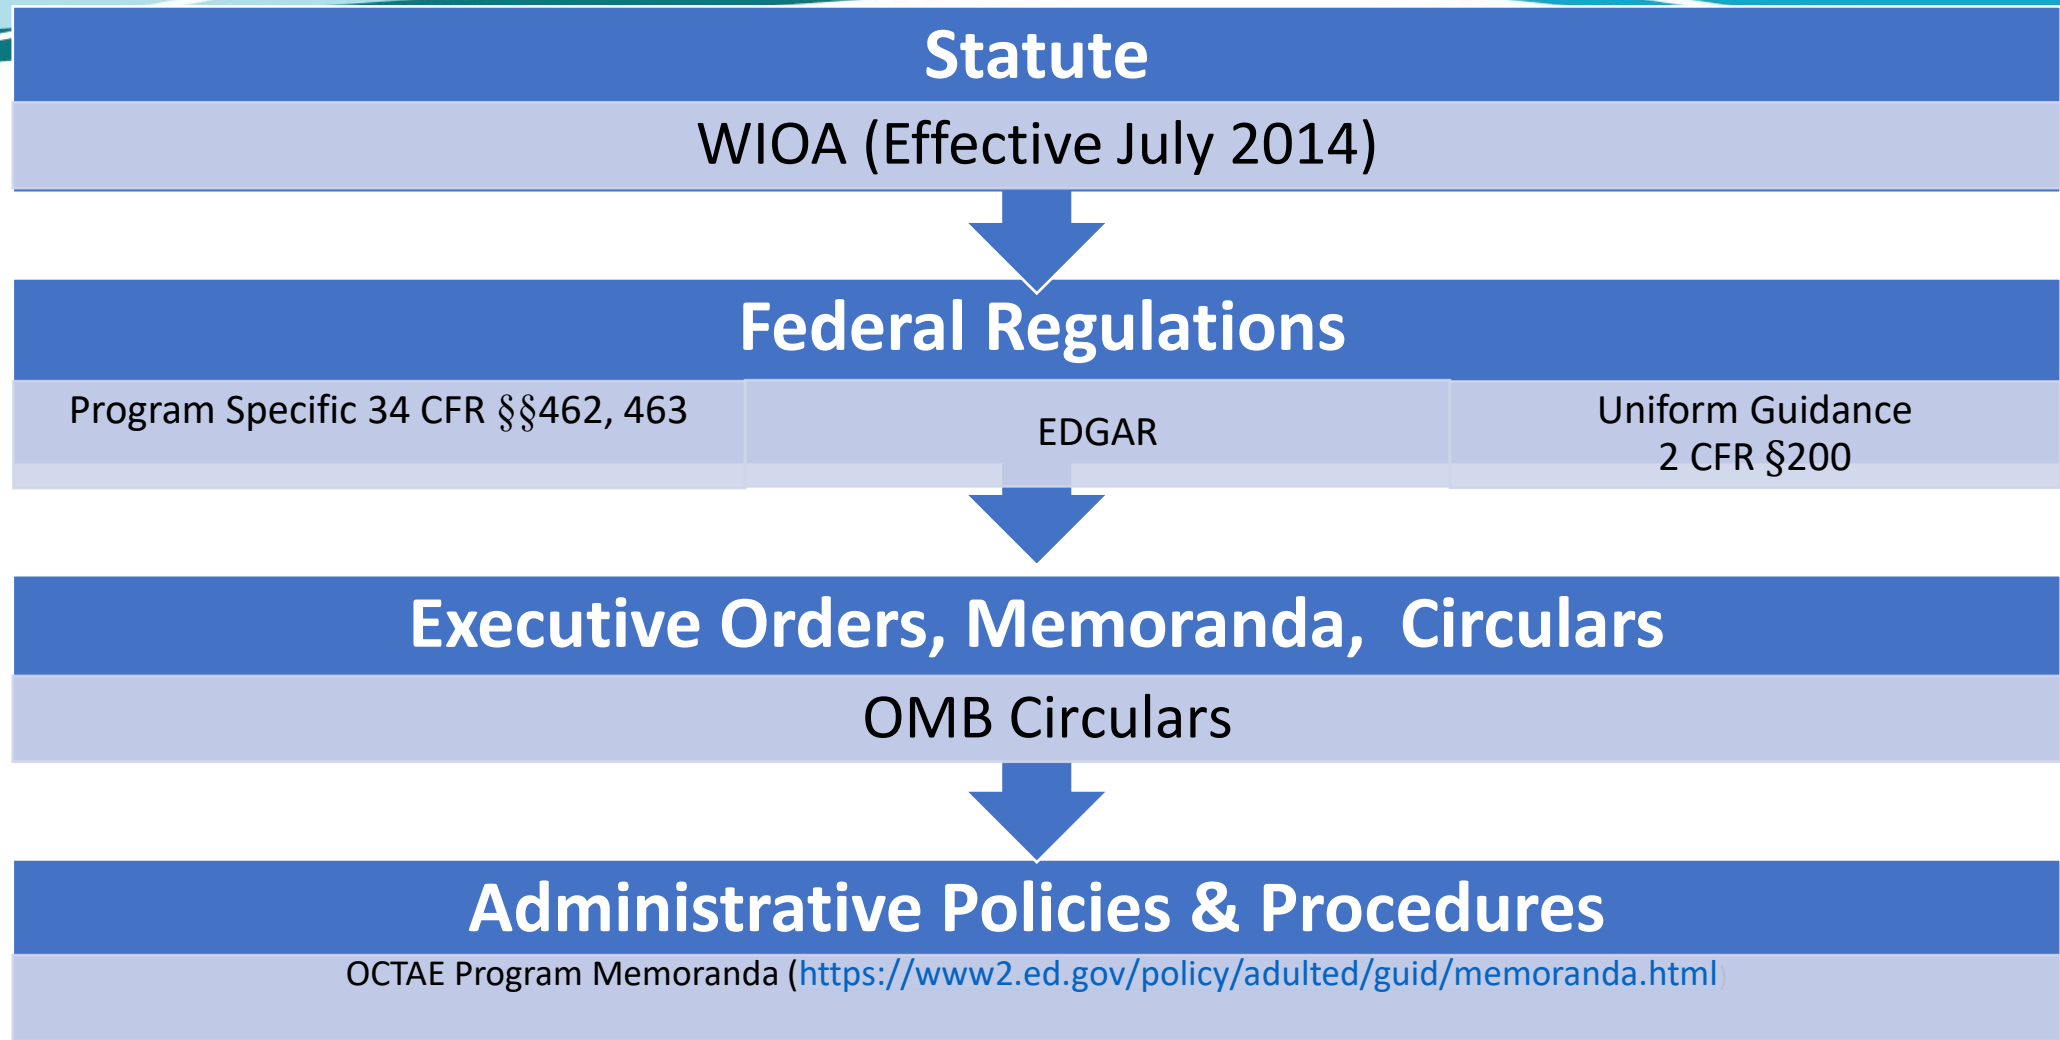 Statute
WIOA (Effective July 2014)
Federal Regulations
Program Specific 34 CFR §§462, 463
EDGAR
Uniform Guidance
2 CFR §200
Executive Orders, Memoranda,  Circulars
OMB Circulars
Administrative Policies & Procedures
OCTAE Program Memoranda (https://www2.ed.gov/policy/adulted/guid/memoranda.html)